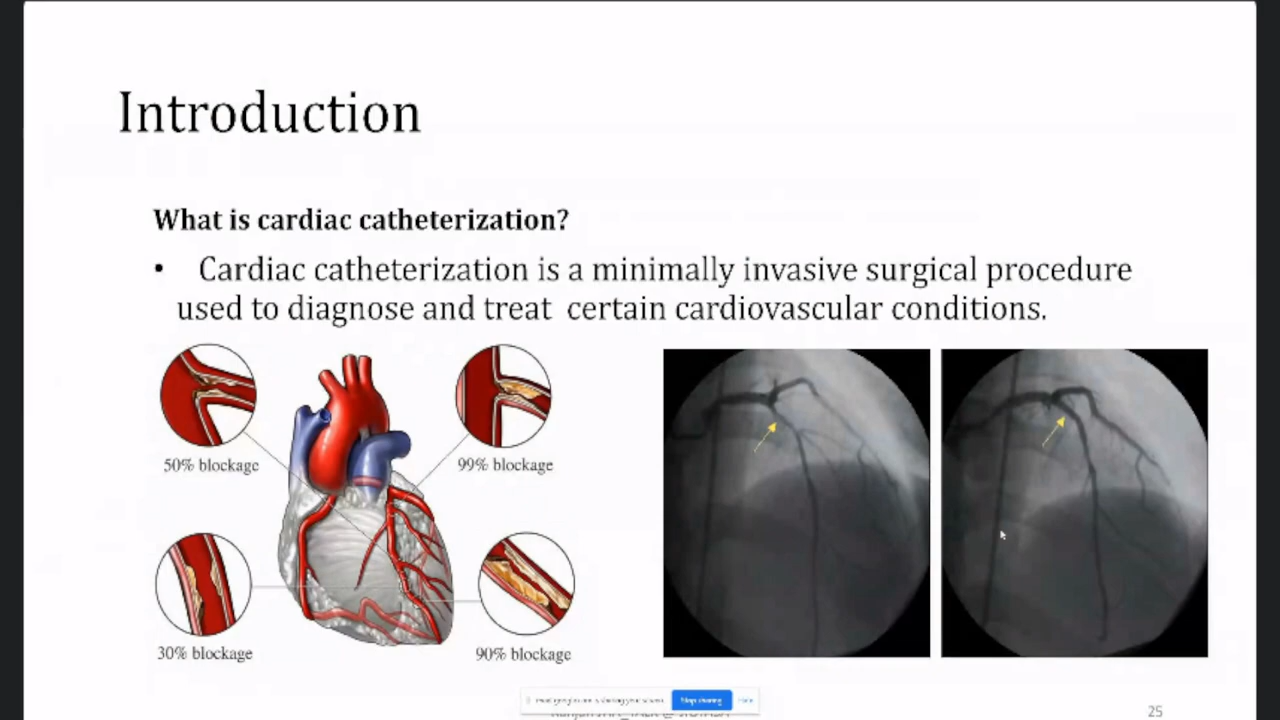 Introduction
What is cardiac catheterization?
• Cardiac catheterization is a minimally invasive surgical procedure
used to diagnose and treat certain cardiovascular conditions.
50% blockage
99% blockage
30% blockage
90% blockage
Stop sharing
Hide
25